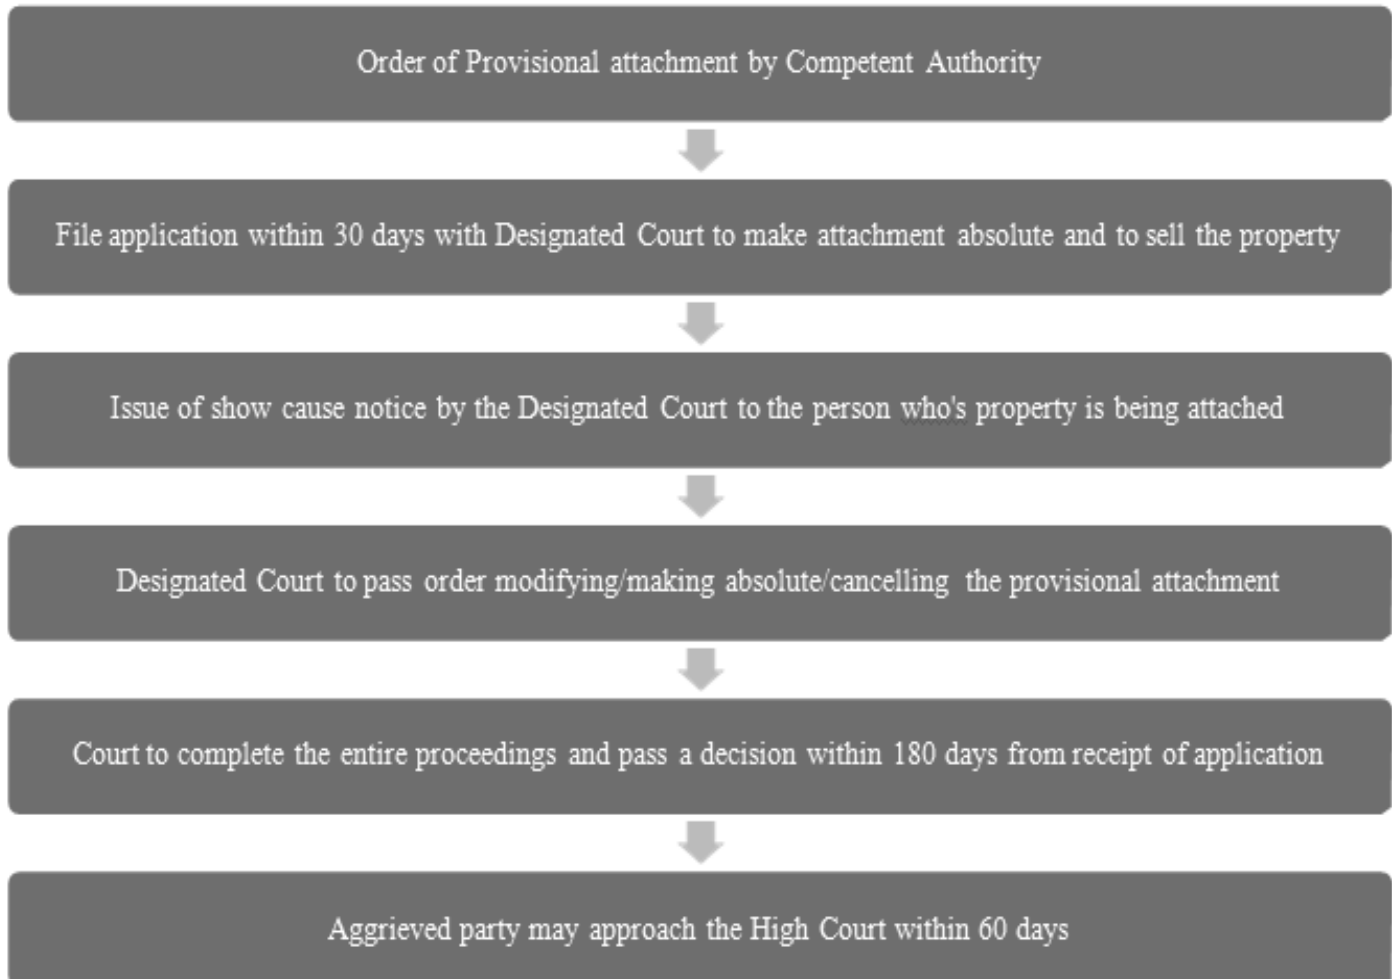 Order of Provisional attachment by Competent Authority
File application within 30 days with Designated Court to make attachment absolute and to sell the property
Issue of show cause notice by the Designated Court to the person who's property is being attached
Designated Court to pass order modifying/making absolute/cancelling the provisional attachment
Court to complete the entire proceedings and pass a decision within 180 days from receipt of application
Aggrieved party may approach the High Court within 60 days